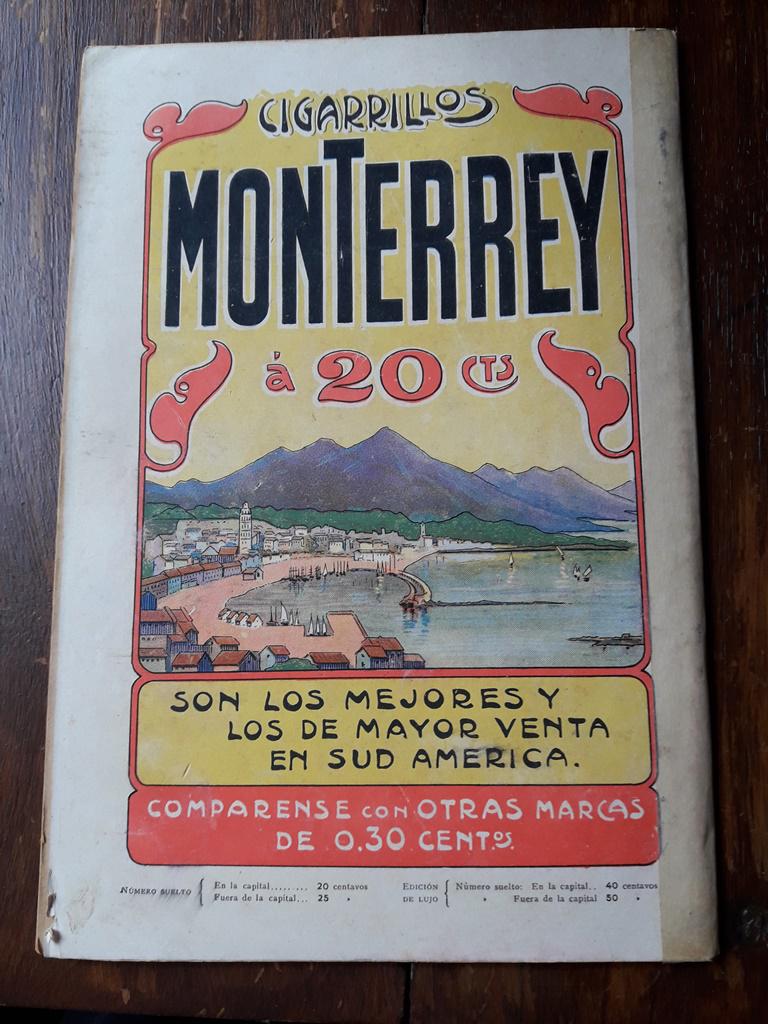 CIGARRILLOS
MONTERREY
á 20 CTS
SON LOS MEJORES Y
LOS DE MAYOR VENTA
EN SUD AMERICA.
COMPARENSE CON OTRAS MARCAS
DE 0,30 CENTOS.
NÚMERO SUELTO { En la capital......... 20 centavos
Fuera de la capital... 25 »
EDICIÓN DE LUJO { Número suelto: En la capital.. 40 centavos
» Fuera de la capital 50 »